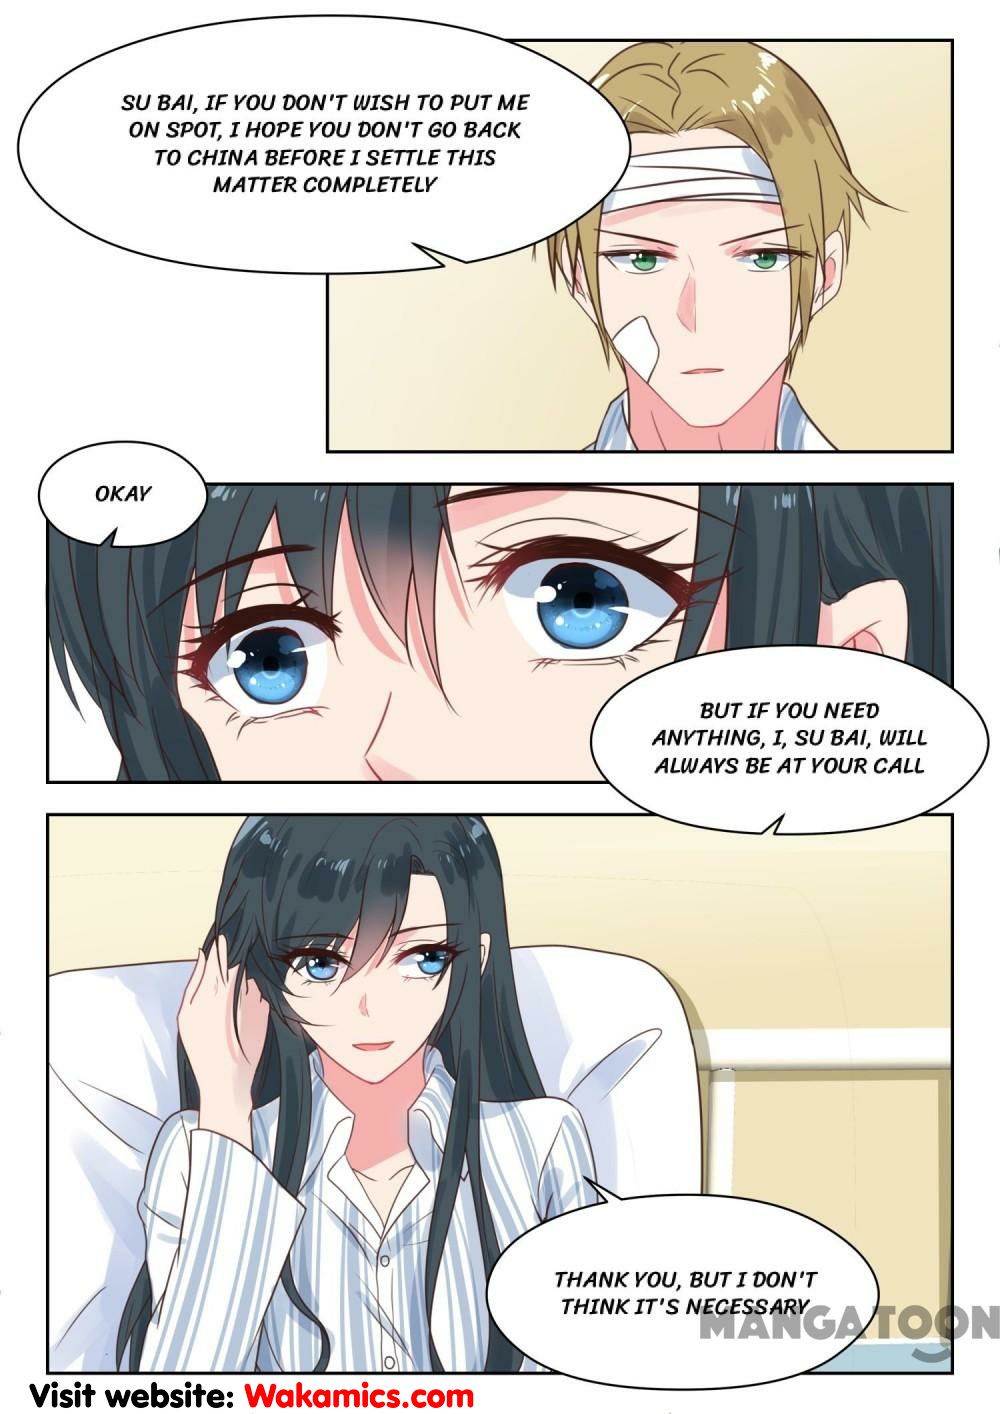 SU BAI, IF YOU DON'T WISH TO PUT ME
ON SPOT, I HOPE YOU DON'T GO BACK
TO CHINA BEFORE I SETTLE THIS
MATTER COMPLETELY
OKAY
BUT IF YOU NEED
ANYTHING, I, SU BAI, WILL
ALWAYS BE AT YOUR CALL
THANK YOU, BUT I DON'T
THINK IT'S NECESSARY
MANGATOON
Visit website: Wakamics.com